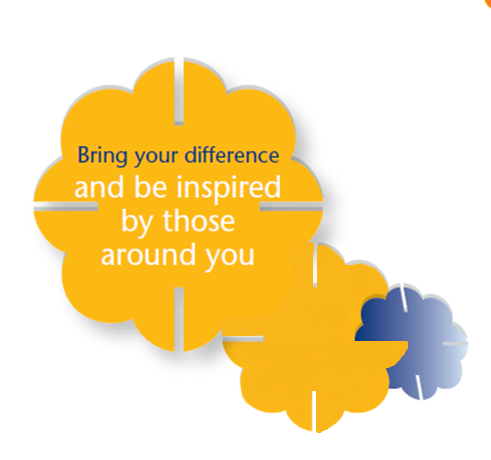 Bring your difference
and be inspired
by those
around you